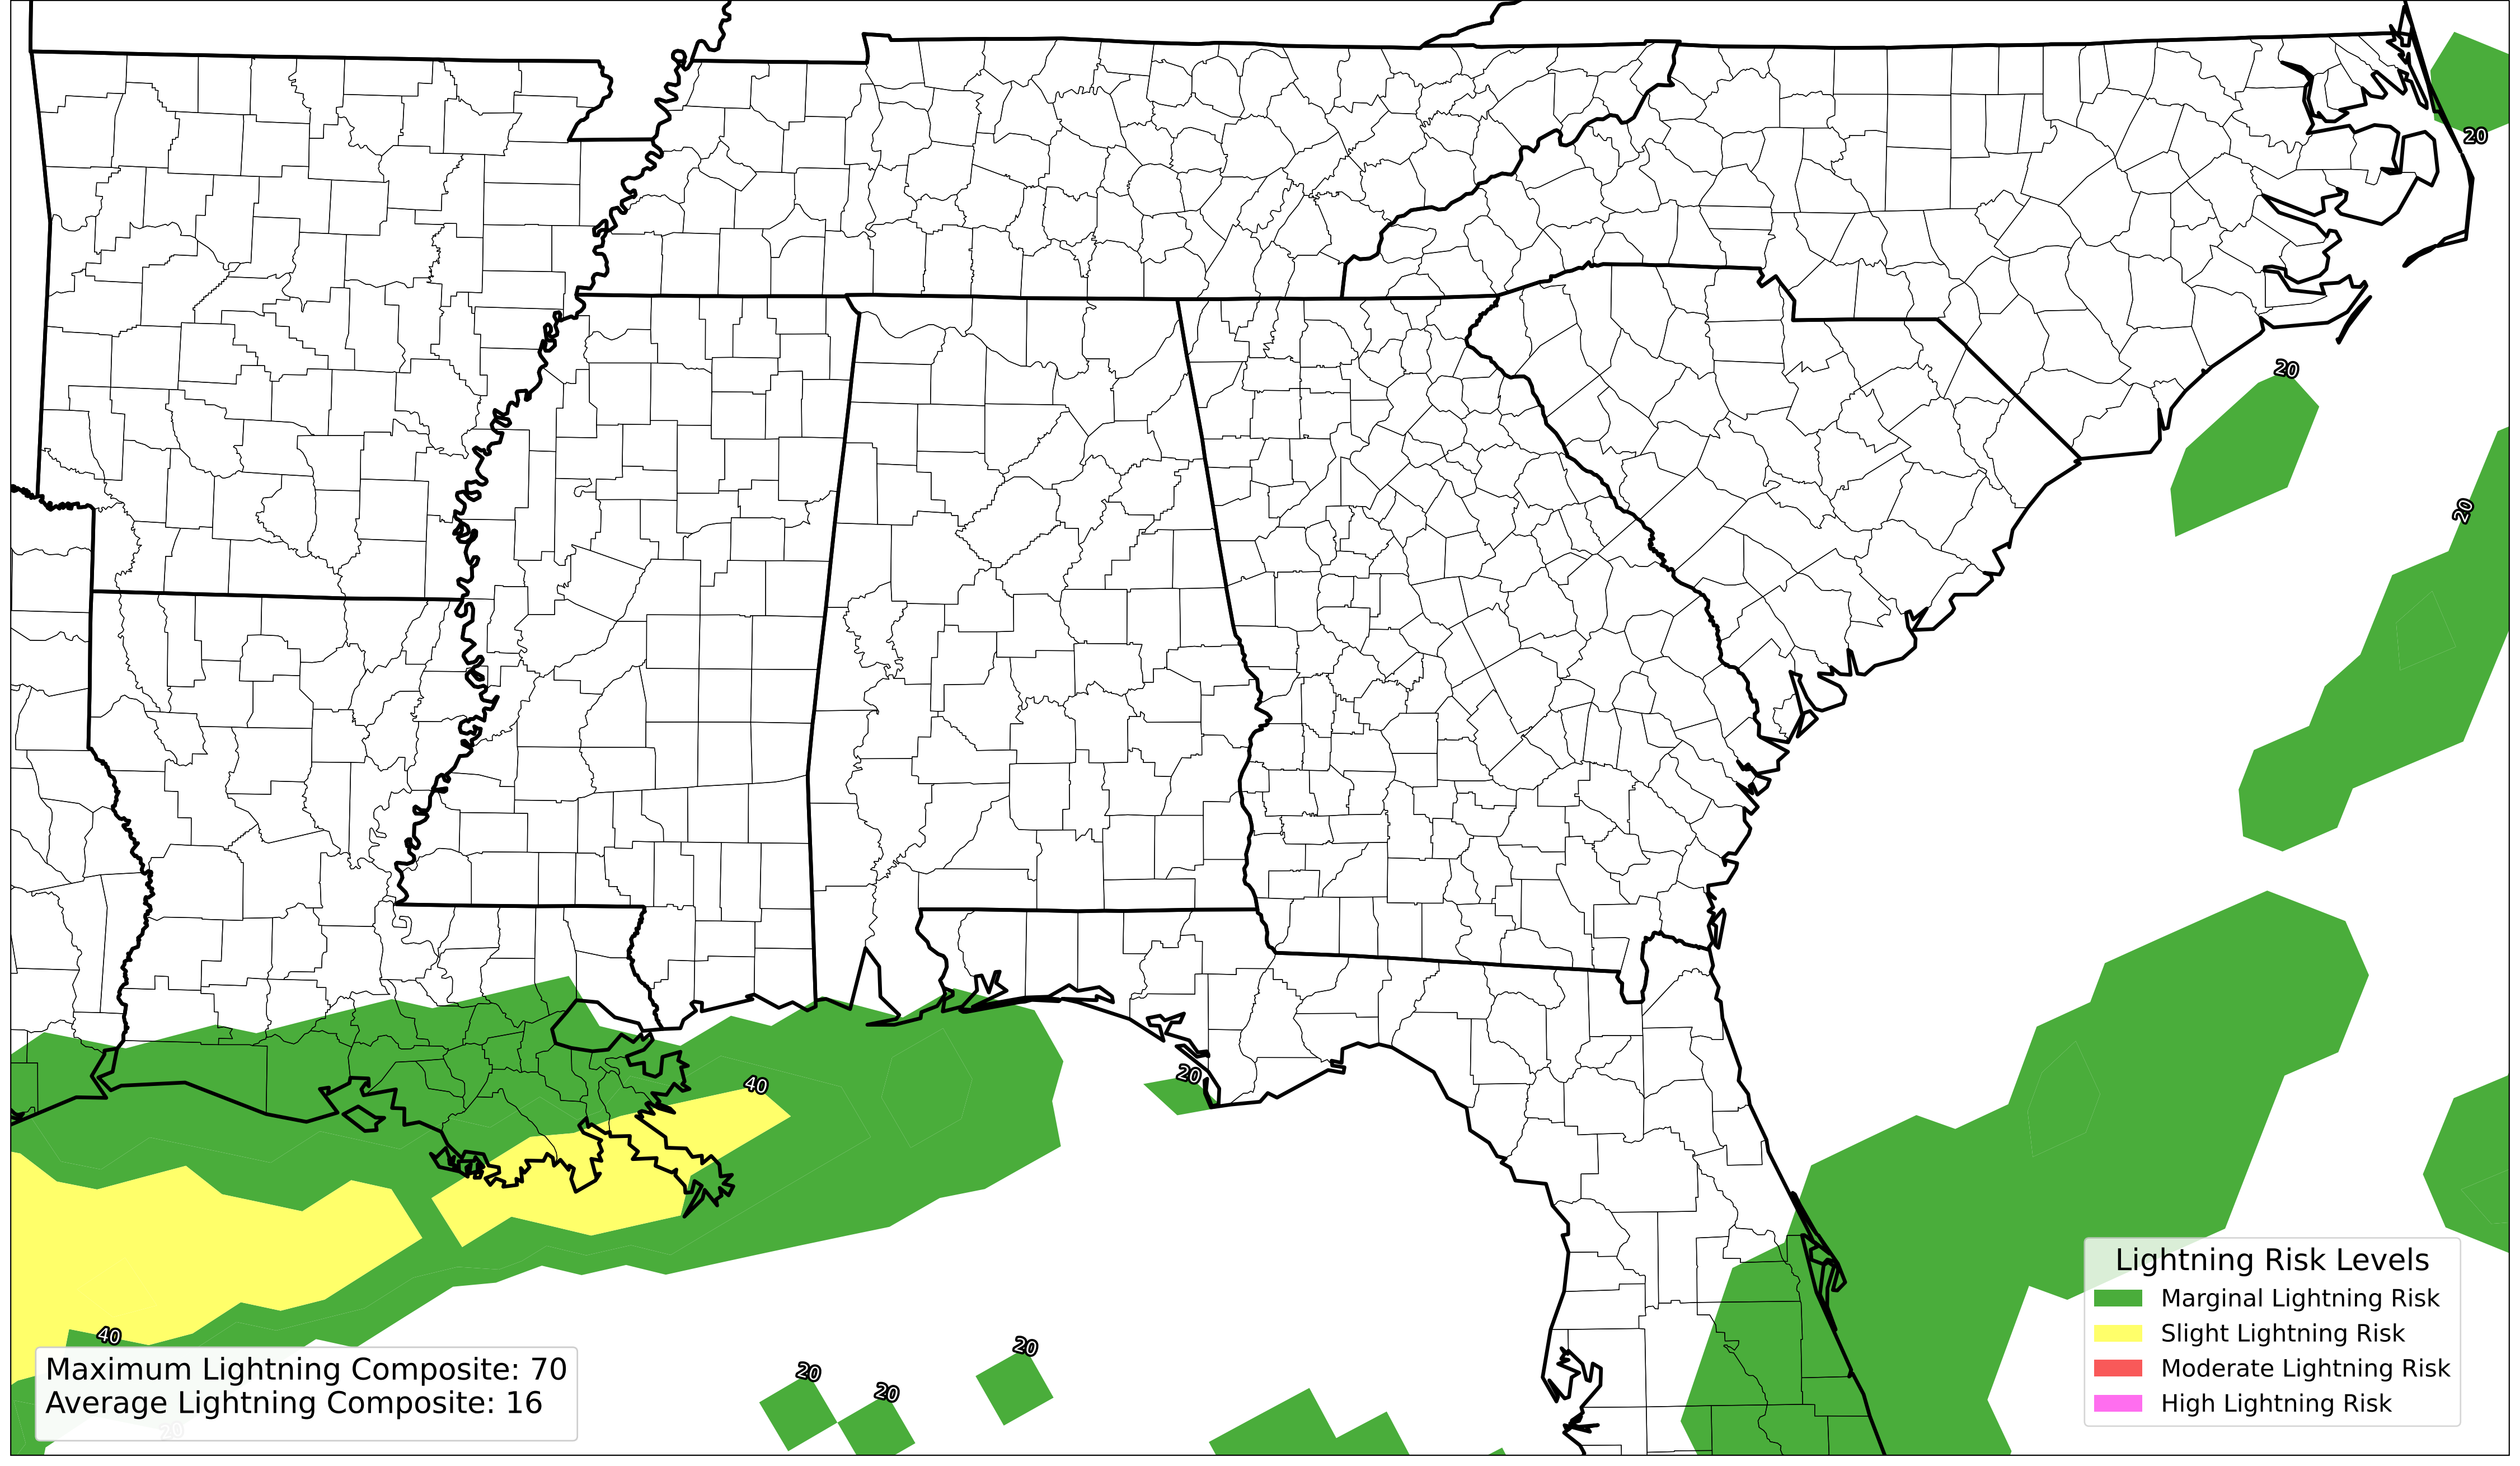 20
20
20
40
20
40
20
20
20
20
Lightning Risk Levels
Marginal Lightning Risk
Slight Lightning Risk
Moderate Lightning Risk
High Lightning Risk
Maximum Lightning Composite: 70
Average Lightning Composite: 16